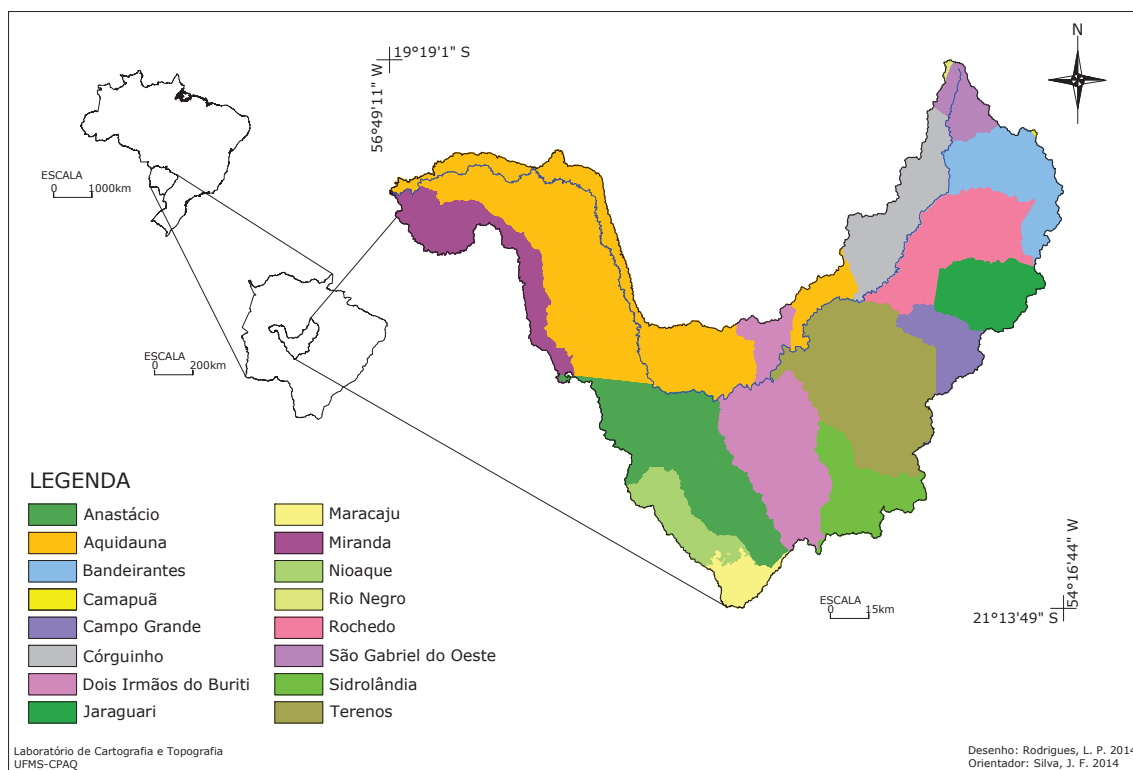 N
19°19'1" S
56°49'11" W
ESCALA
0 1000km
ESCALA
0 200km
LEGENDA
Anastácio
Aquidauna
Bandeirantes
Camapuã
Campo Grande
Córguinho
Dois Irmãos do Buriti
Jaraguari
Maracaju
Miranda
Nioaque
Rio Negro
Rochedo
São Gabriel do Oeste
Sidrolândia
Terenos
ESCALA
0 15km
54°16'44" W
21°13'49" S
Laboratório de Cartografia e Topografia
UFMS-CPAQ
Desenho: Rodrigues, L. P. 2014
Orientador: Silva, J. F. 2014